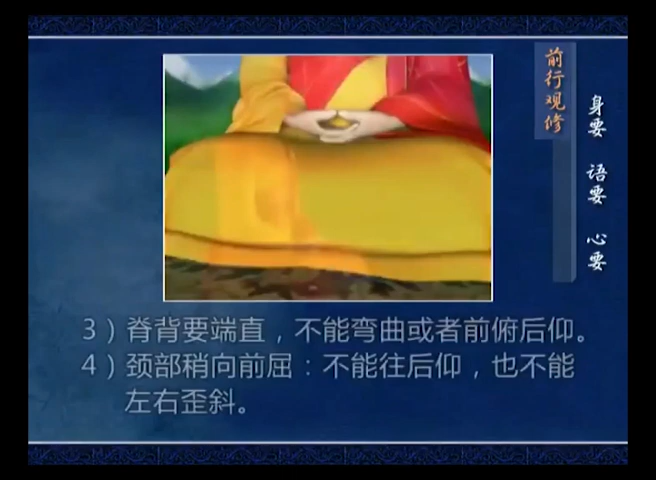 前行观修
身要 语要 心要
3）脊背要端直，不能弯曲或者前俯后仰。
4）颈部稍向前屈：不能往后仰，也不能
左右歪斜。